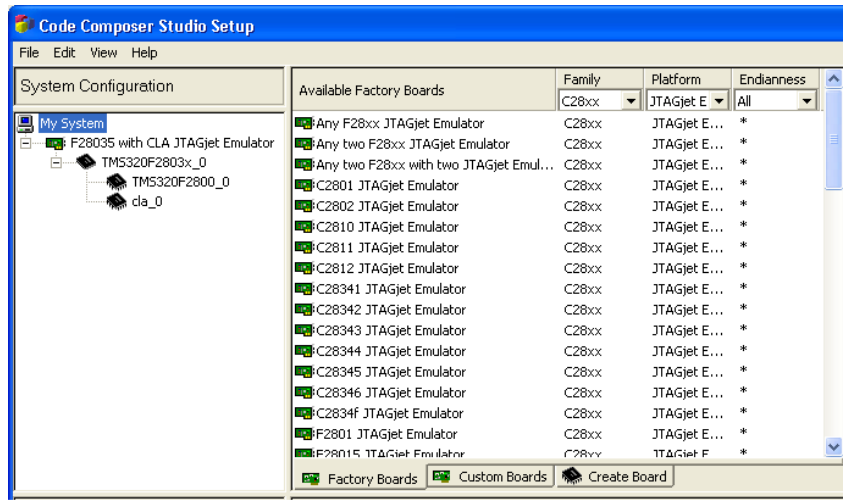 Code Composer Studio Setup
File Edit View Help
System Configuration
My System
F28035 with CLA JTAGjet Emulator
TMS320F2803x_0
TMS320F2800_0
cla_0
Available Factory Boards Family Platform Endianness
C28xx JTAGjet E All
Any F28xx JTAGjet Emulator C28xx JTAGjet E... *
Any two F28xx JTAGjet Emulator C28xx JTAGjet E... *
Any two F28xx with two JTAGjet Emul... C28xx JTAGjet E... *
C2801 JTAGjet Emulator C28xx JTAGjet E... *
C2802 JTAGjet Emulator C28xx JTAGjet E... *
C2810 JTAGjet Emulator C28xx JTAGjet E... *
C2811 JTAGjet Emulator C28xx JTAGjet E... *
C2812 JTAGjet Emulator C28xx JTAGjet E... *
C28341 JTAGjet Emulator C28xx JTAGjet E... *
C28342 JTAGjet Emulator C28xx JTAGjet E... *
C28343 JTAGjet Emulator C28xx JTAGjet E... *
C28344 JTAGjet Emulator C28xx JTAGjet E... *
C28345 JTAGjet Emulator C28xx JTAGjet E... *
C28346 JTAGjet Emulator C28xx JTAGjet E... *
C2834f JTAGjet Emulator C28xx JTAGjet E... *
F2801 JTAGjet Emulator C28xx JTAGjet E... *
F28015 JTAGjet Emulator C28xx JTAGjet E... *
Factory Boards Custom Boards Create Board